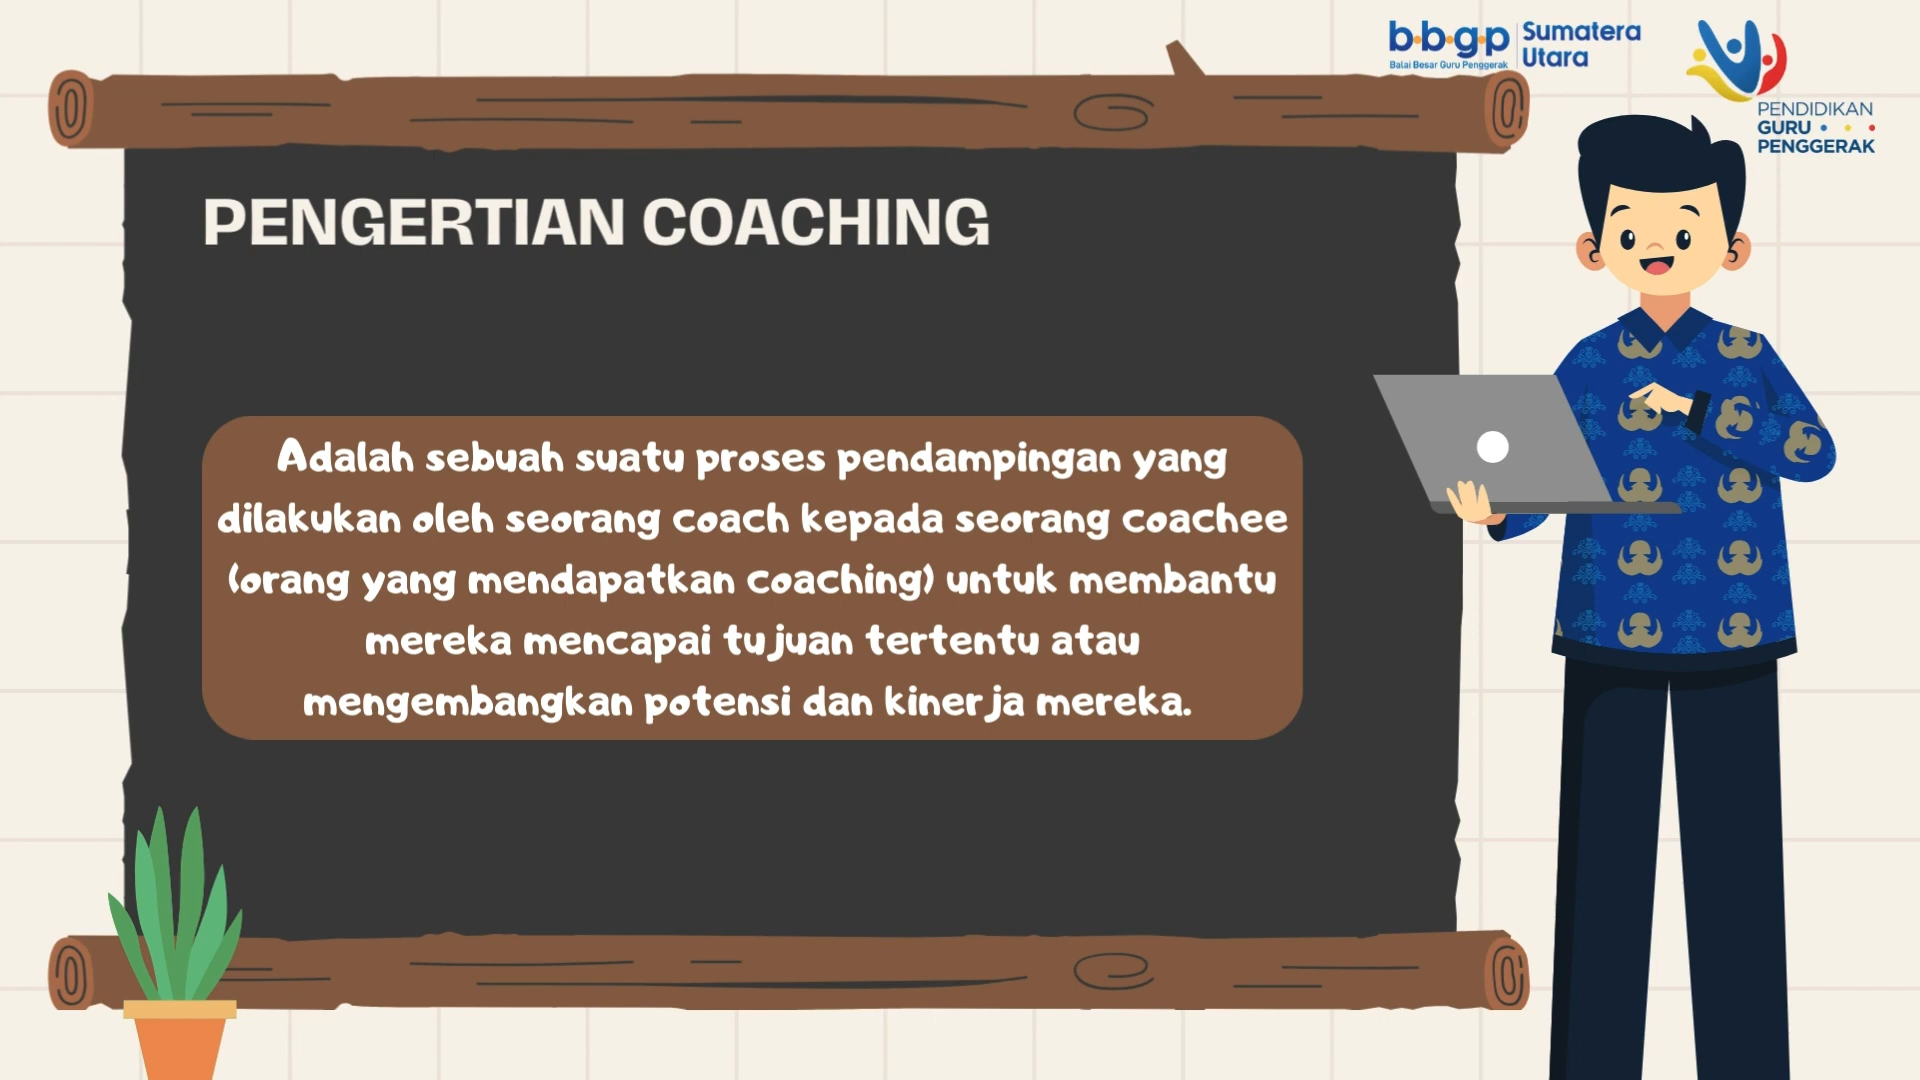 b·b·g·p
Balai Besar Guru Penggerak
Sumatera
Utara
PENDIDIKAN
GURU
PENGGERAK
PENGERTIAN COACHING
Adalah sebuah suatu proses pendampingan yang
dilakukan oleh seorang coach kepada seorang coachee
(orang yang mendapatkan coaching) untuk membantu
mereka mencapai tujuan tertentu atau
mengembangkan potensi dan kinerja mereka.